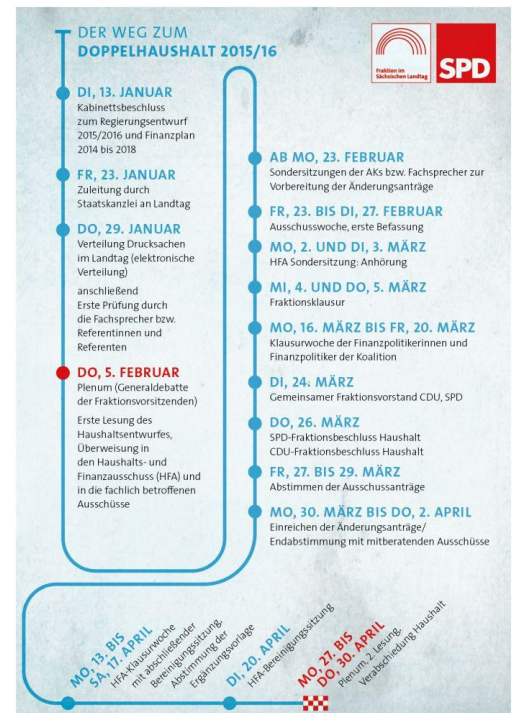 DER WEG ZUM
DOPPELHAUSHALT 2015/16
Fraktion im
Sächsischen Landtag
SPD
DI, 13. JANUAR
Kabinettsbeschluss
zum Regierungsentwurf
2015/2016 und Finanzplan
2014 bis 2018
FR, 23. JANUAR
Zuleitung durch
Staatskanzlei an Landtag
DO, 29. JANUAR
Verteilung Drucksachen
im Landtag (elektronische
Verteilung)
anschließend
Erste Prüfung durch
die Fachsprecher bzw.
Referentinnen und
Referenten
DO, 5. FEBRUAR
Plenum (Generaldebatte
der Fraktionsvorsitzenden)
Erste Lesung des
Haushaltsentwurfes,
Überweisung in
den Haushalts- und
Finanzausschuss (HFA) und
in die fachlich betroffenen
Ausschüsse
AB MO, 23. FEBRUAR
Sondersitzungen der AKs bzw. Fachsprecher zur
Vorbereitung der Änderungsanträge
FR, 23. BIS DI, 27. FEBRUAR
Ausschusswoche, erste Befassung
MO, 2. UND DI, 3. MÄRZ
HFA Sondersitzung: Anhörung
MI, 4. UND DO, 5. MÄRZ
Fraktionsklausur
MO, 16. MÄRZ BIS FR, 20. MÄRZ
Klausurwoche der Finanzpolitikerinnen und
Finanzpolitiker der Koalition
DI, 24. MÄRZ
Gemeinsamer Fraktionsvorstand CDU, SPD
DO, 26. MÄRZ
SPD-Fraktionsbeschluss Haushalt
CDU-Fraktionsbeschluss Haushalt
FR, 27. BIS 29. MÄRZ
Abstimmen der Ausschussanträge
MO, 30. MÄRZ BIS DO, 2. APRIL
Einreichen der Änderungsanträge/
Endabstimmung mit mitberatenden Ausschüsse
MO, 13. BIS
SA, 17. APRIL
HFA-Klausurwoche
mit abschließender
Bereinigungssitzung,
Abstimmung der
Ergänzungsvorlage
DI, 20. APRIL
HFA-Bereinigungssitzung
MO, 27. BIS
DO, 30. APRIL
Plenum, 2. Lesung,
Verabschiedung Haushalt